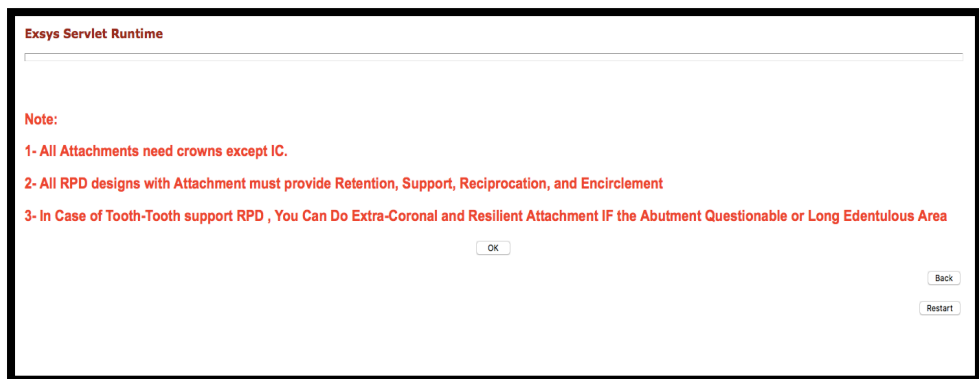 Exsys Servlet Runtime
Note:
1- All Attachments need crowns except IC.
2- All RPD designs with Attachment must provide Retention, Support, Reciprocation, and Encirclement
3- In Case of Tooth-Tooth support RPD , You Can Do Extra-Coronal and Resilient Attachment IF the Abutment Questionable or Long Edentulous Area
OK
Back
Restart